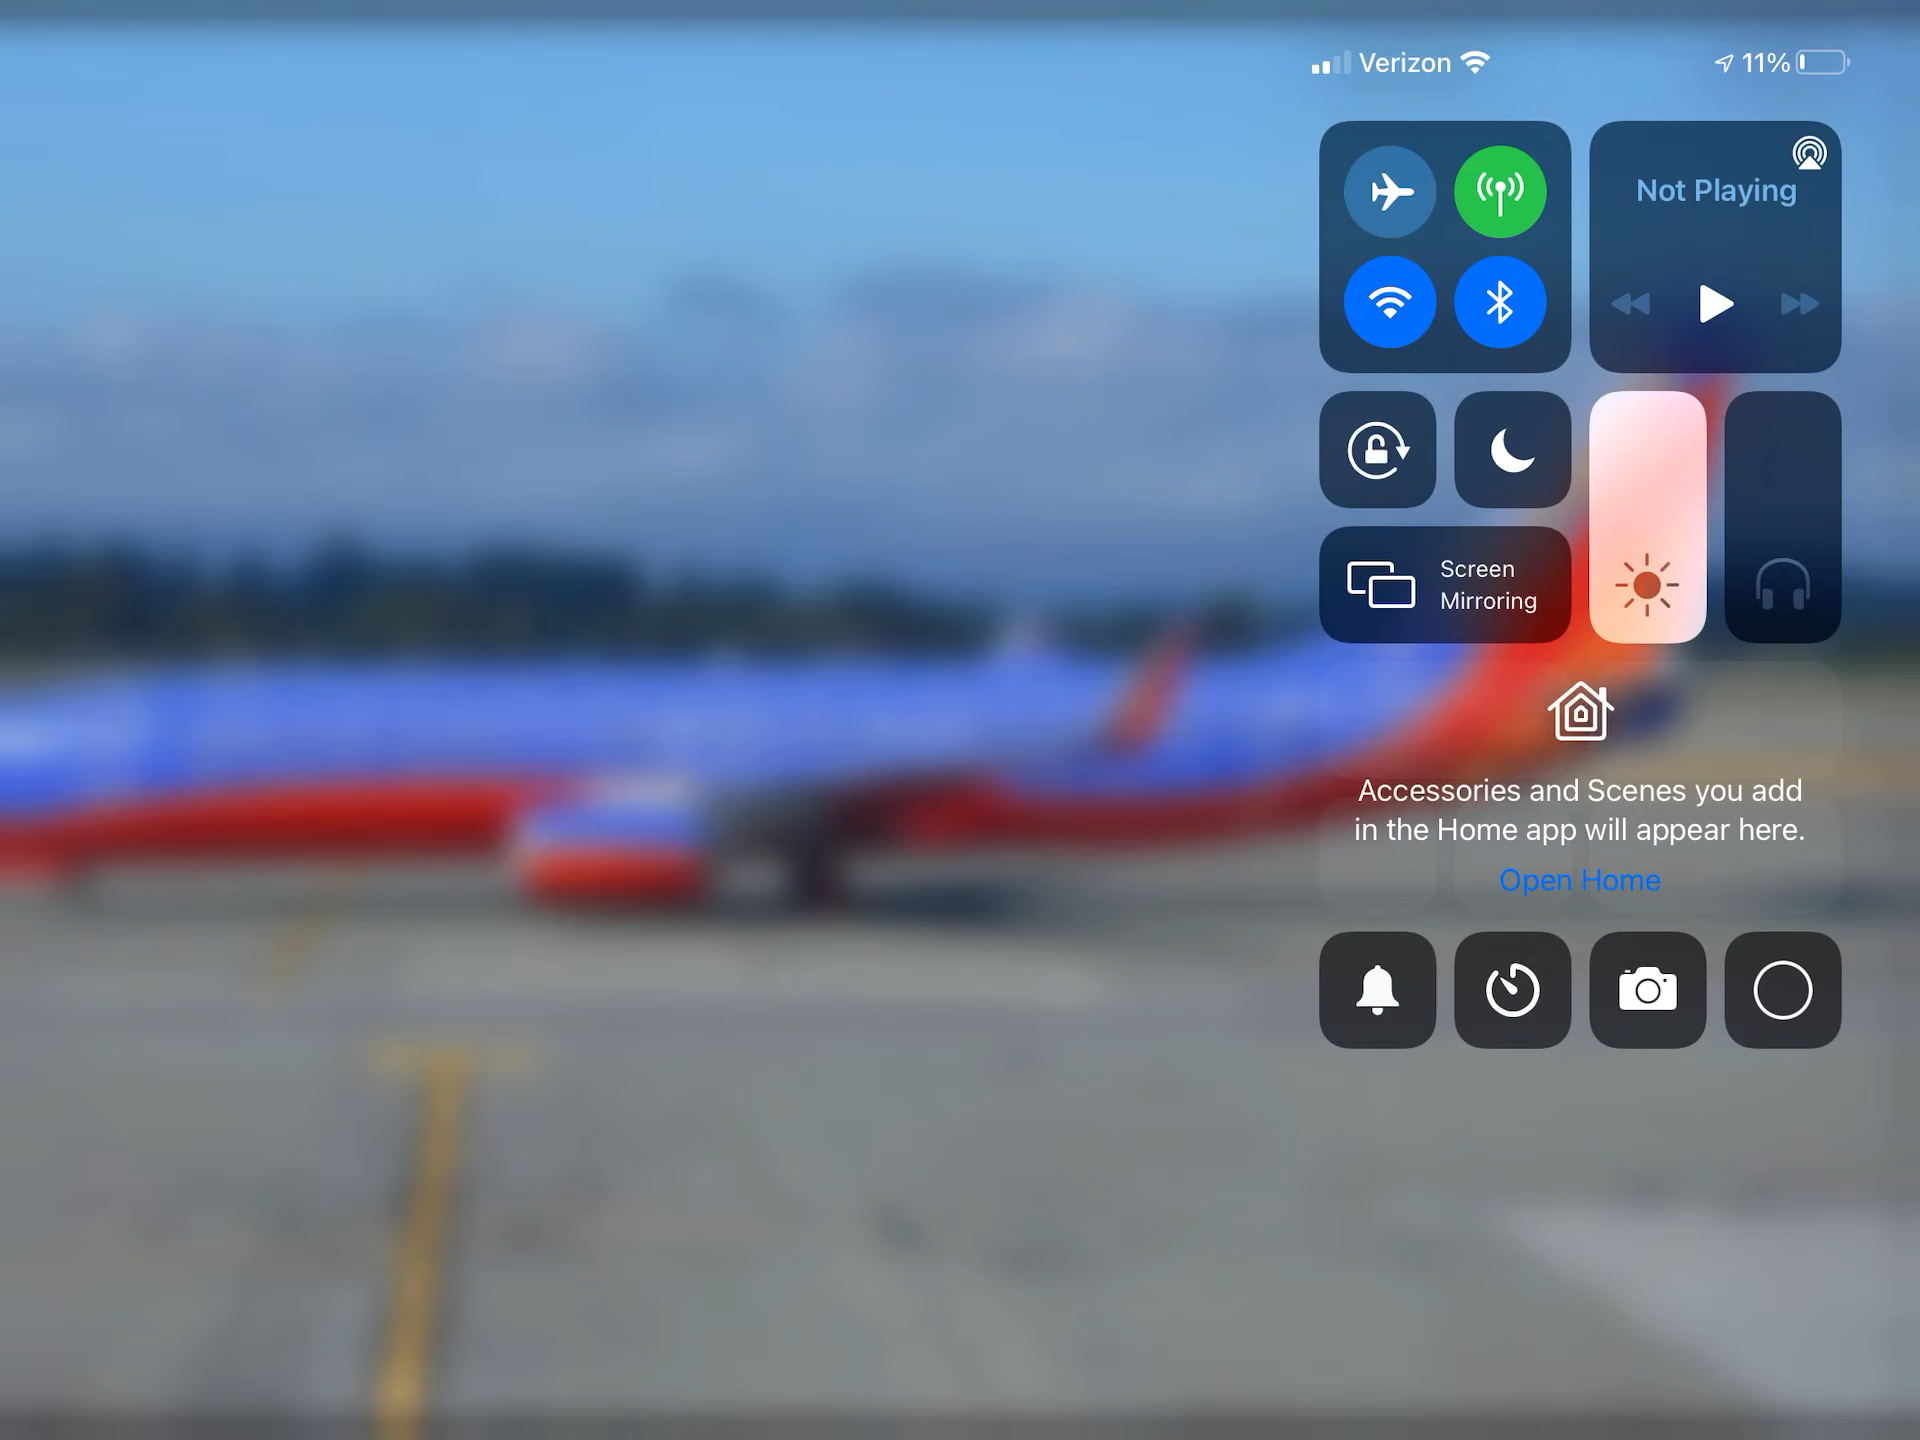 Verizon
11%
Not Playing
Screen
Mirroring
Accessories and Scenes you add
in the Home app will appear here.
Open Home